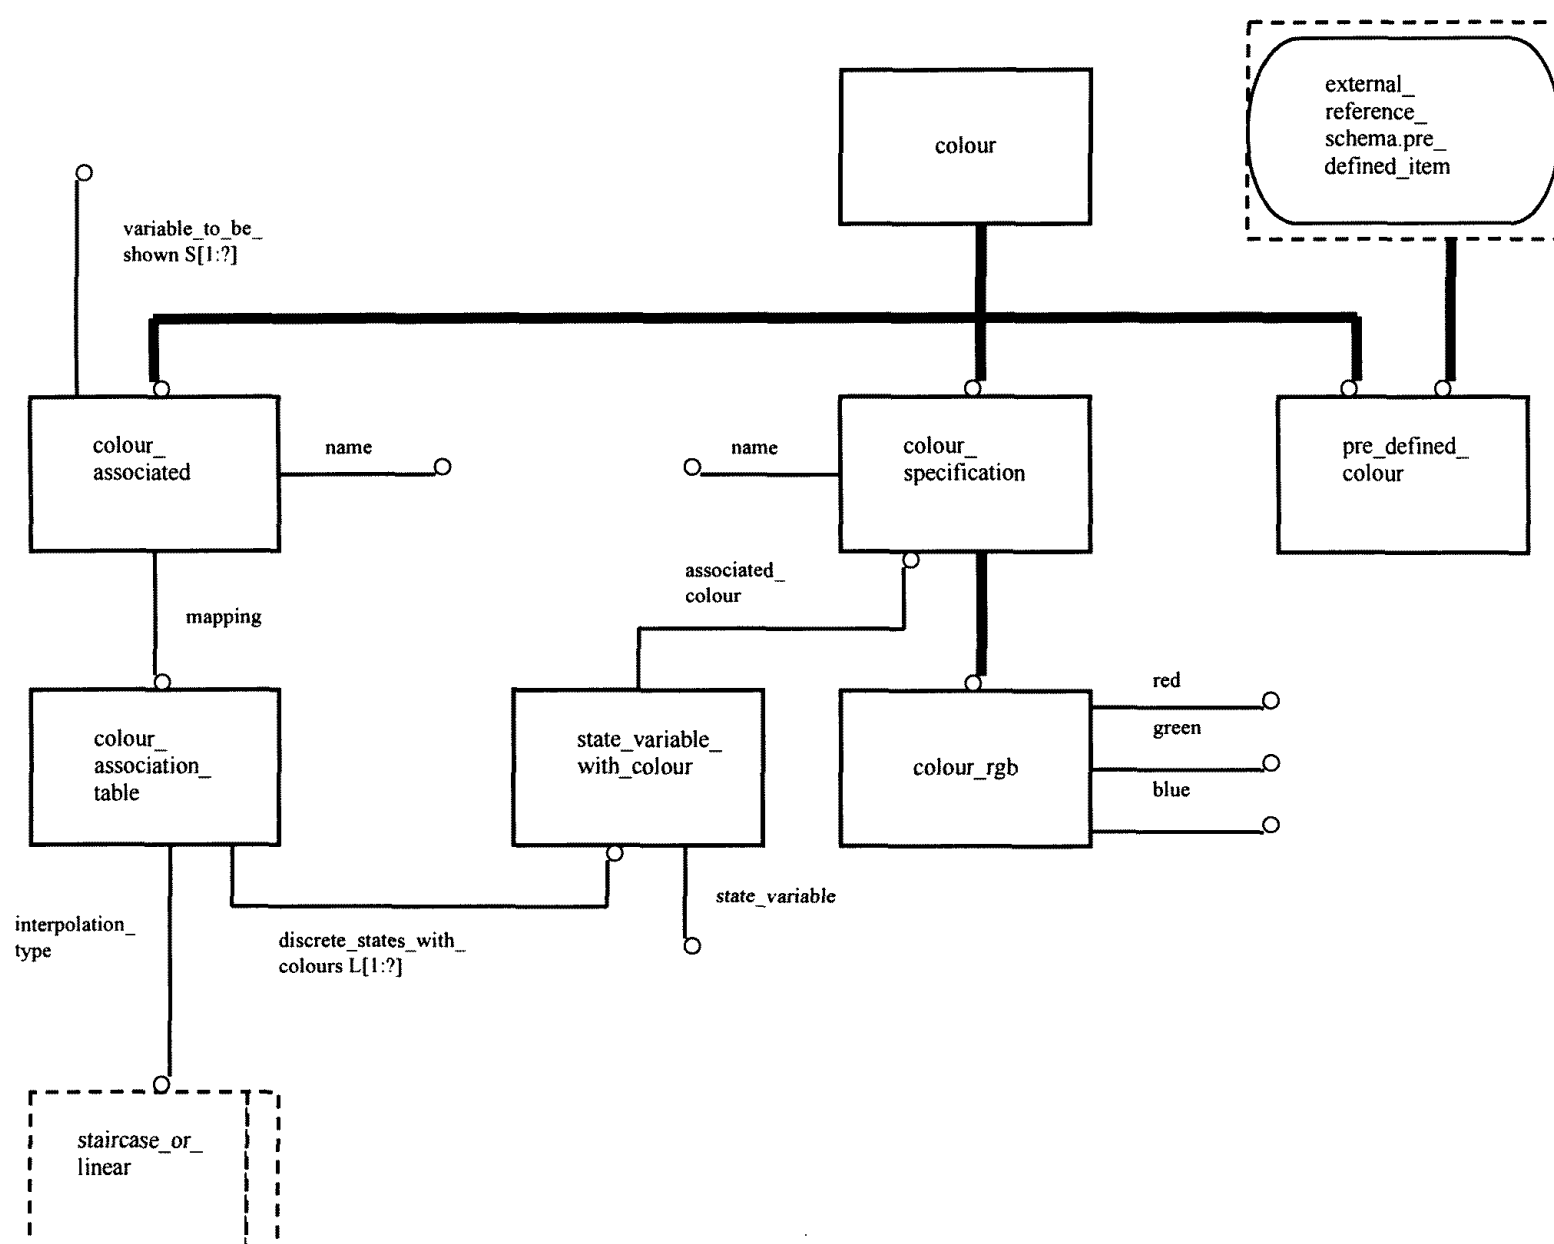 external_
reference_
schema.pre_
defined_item
colour
variable_to_be_
shown S[1:?]
colour_
associated
name
name
colour_
specification
pre_defined_
colour
associated_
colour
mapping
colour_
association_
table
state_variable_
with_colour
colour_rgb
red
green
blue
state_variable
interpolation_
type
discrete_states_with_
colours L[1:?]
staircase_or_
linear